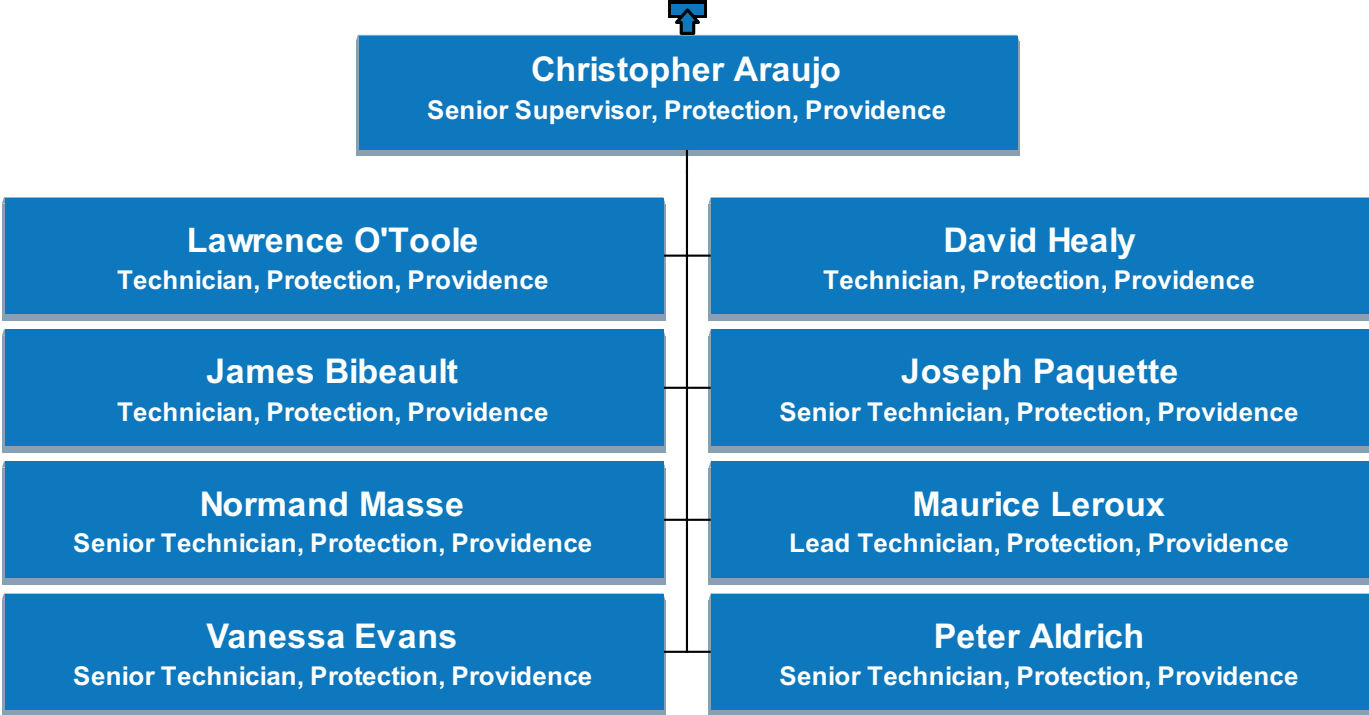 Christopher Araujo
Senior Supervisor, Protection, Providence
Lawrence O'Toole
Technician, Protection, Providence
David Healy
Technician, Protection, Providence
James Bibeault
Technician, Protection, Providence
Joseph Paquette
Senior Technician, Protection, Providence
Normand Masse
Senior Technician, Protection, Providence
Maurice Leroux
Lead Technician, Protection, Providence
Vanessa Evans
Senior Technician, Protection, Providence
Peter Aldrich
Senior Technician, Protection, Providence